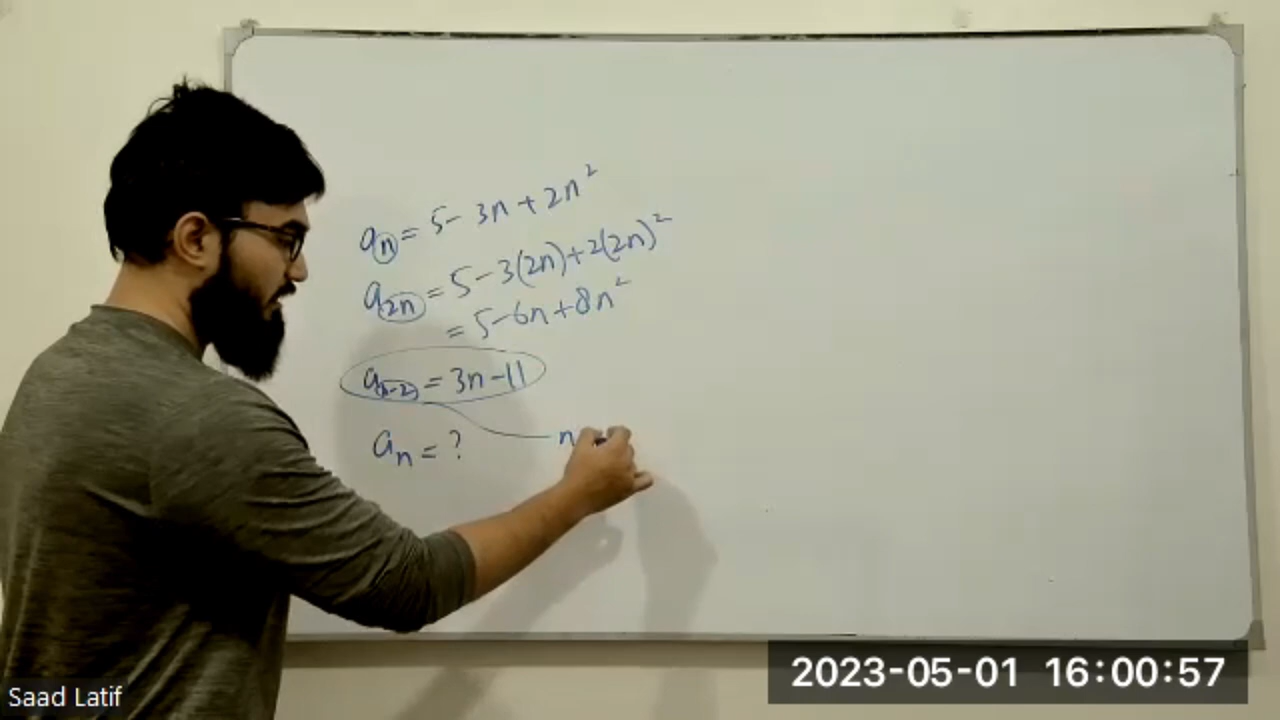 aₙ = 5 - 3n + 2n²
a₂ₙ = 5 - 3(2n) + 2(2n)²
= 5 - 6n + 8n²
aₙ₋₂ = 3n - 11
aₙ = ?
n
2023-05-01 16:00:57
Saad Latif